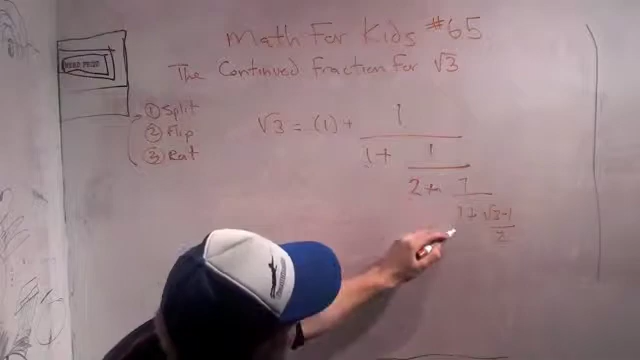 Math For Kids #65
The Continued Fraction For √3
① Split
② Flip
③ Rat
√3 = (1) + 1
1 + 1
2 + 1
1 + √3-1
2